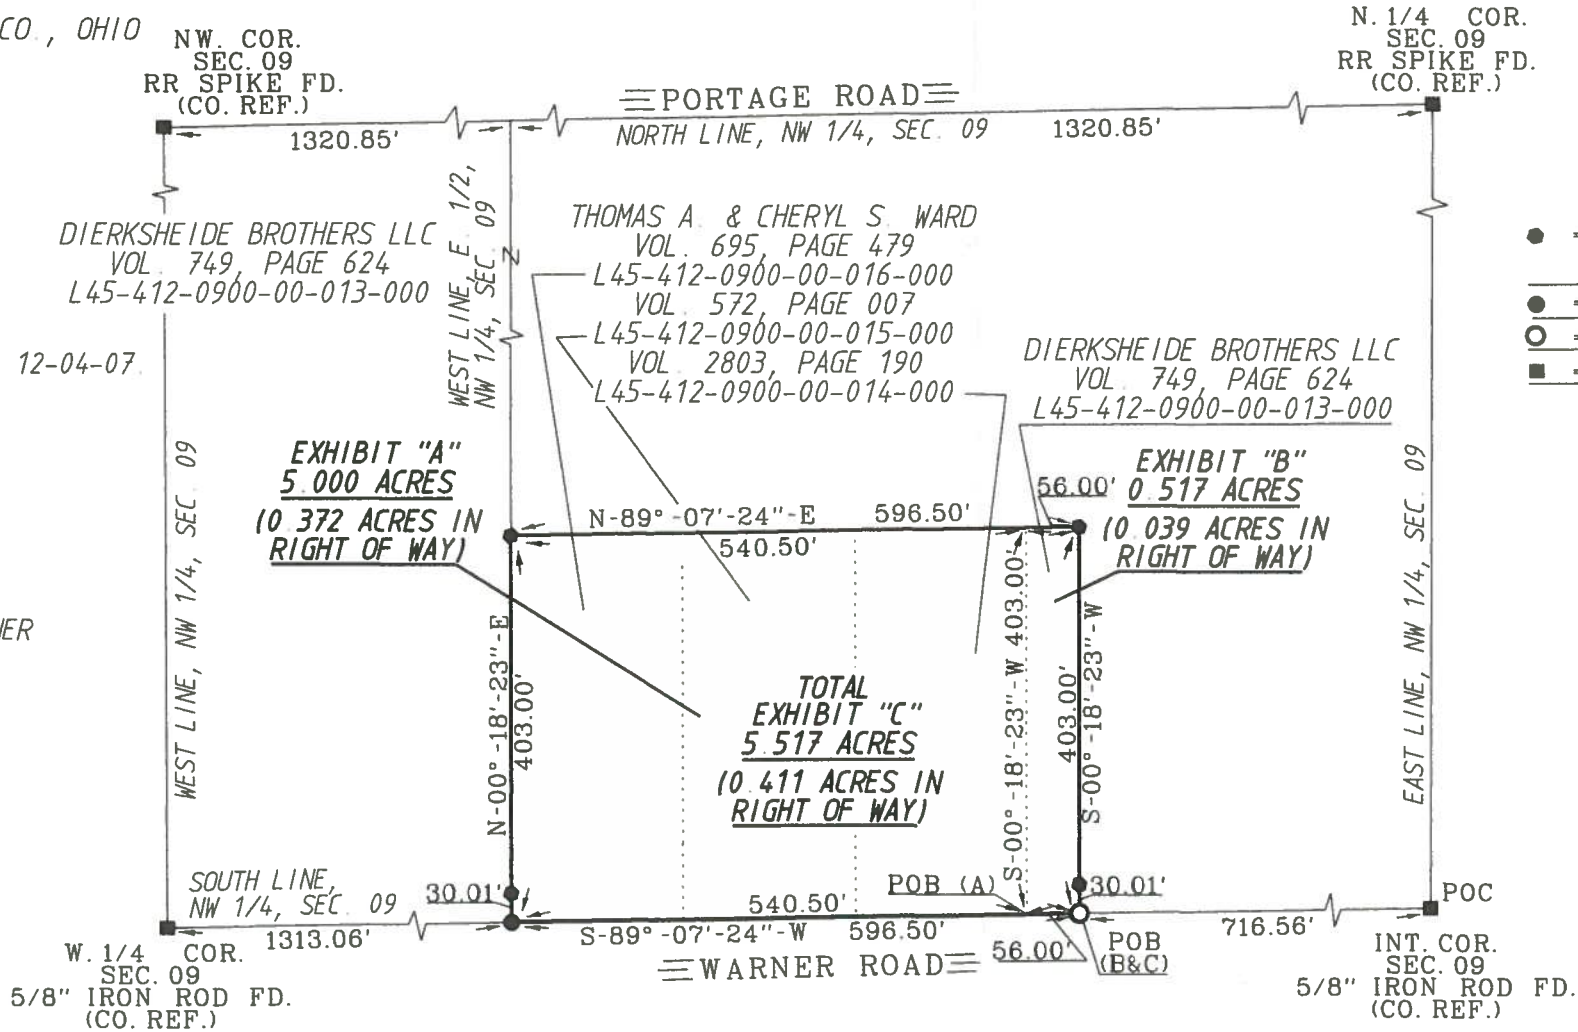 CO., OHIO
NW. COR.
SEC. 09
RR SPIKE FD.
(CO. REF.)
N. 1/4 COR.
SEC. 09
RR SPIKE FD.
(CO. REF.)
PORTAGE ROAD
1320.85'
NORTH LINE, NW 1/4, SEC. 09
1320.85'
WEST LINE, E 1/2,
NW 1/4, SEC. 09
DIERKSHEIDE BROTHERS LLC
VOL. 749, PAGE 624
L45-412-0900-00-013-000
THOMAS A. & CHERYL S. WARD
VOL. 695, PAGE 479
L45-412-0900-00-016-000
VOL. 572, PAGE 007
L45-412-0900-00-015-000
VOL. 2803, PAGE 190
L45-412-0900-00-014-000
DIERKSHEIDE BROTHERS LLC
VOL. 749, PAGE 624
L45-412-0900-00-013-000
12-04-07
EXHIBIT "A"
5.000 ACRES
(0.372 ACRES IN
RIGHT OF WAY)
EXHIBIT "B"
0.517 ACRES
(0.039 ACRES IN
RIGHT OF WAY)
56.00'
N-89°-07'-24"-E 596.50'
540.50'
WEST LINE, NW 1/4, SEC. 09
N-00°-18'-23"-E
403.00'
S-00°-18'-23"-W 403.00'
403.00'
S-00°-18'-23"-W
EAST LINE, NW 1/4, SEC. 09
TOTAL
EXHIBIT "C"
5.517 ACRES
(0.411 ACRES IN
RIGHT OF WAY)
SOUTH LINE,
NW 1/4, SEC. 09
30.01'
1313.06'
POB (A)
30.01'
540.50'
S-89°-07'-24"-W 596.50'
56.00'
POB
(B&C)
716.56'
POC
WARNER ROAD
W. 1/4 COR.
SEC. 09
5/8" IRON ROD FD.
(CO. REF.)
INT. COR.
SEC. 09
5/8" IRON ROD FD.
(CO. REF.)